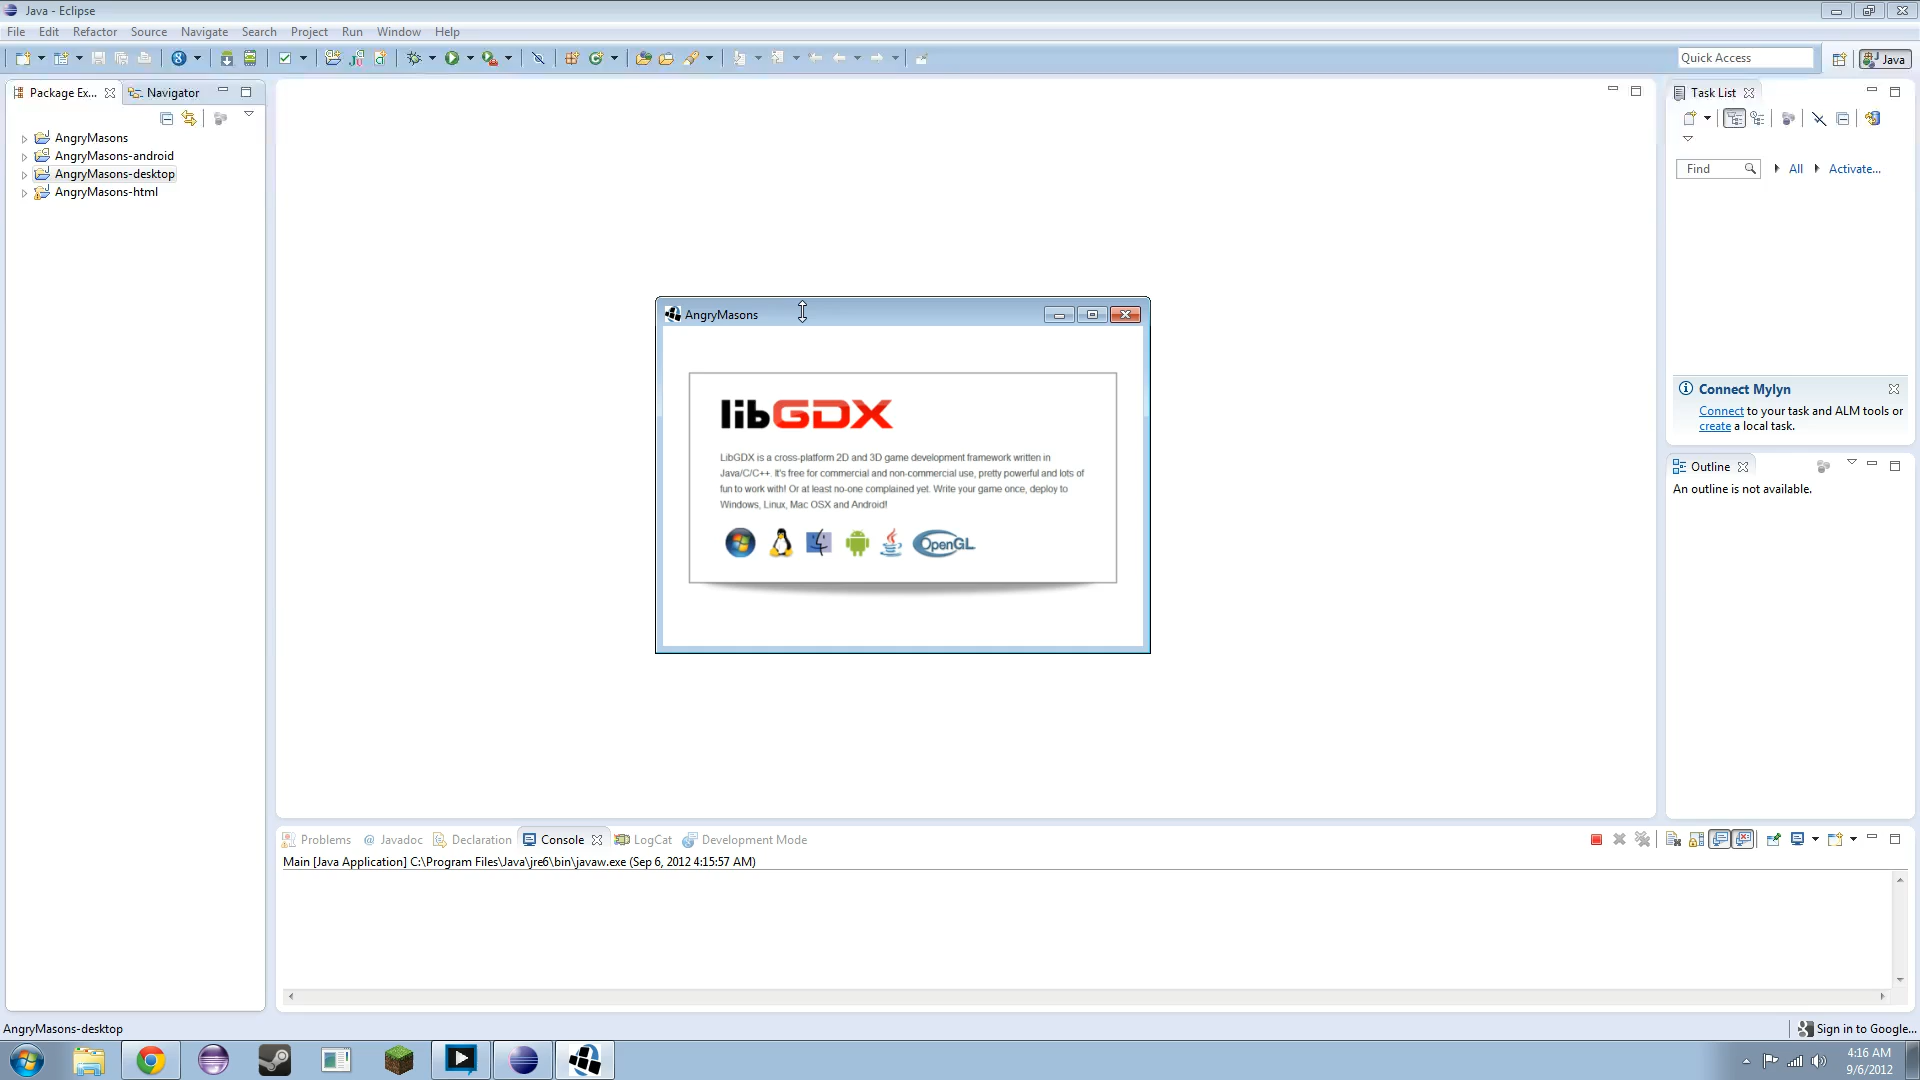 Java - Eclipse
File Edit Refactor Source Navigate Search Project Run Window Help
Quick Access
Java
Package Ex... Navigator
AngryMasons
AngryMasons-android
AngryMasons-desktop
AngryMasons-html
AngryMasons
libGDX
LibGDX is a cross-platform 2D and 3D game development framework written in
Java/C/C++. It's free for commercial and non-commercial use, pretty powerful and lots of
fun to work with! Or at least no-one complained yet. Write your game once, deploy to
Windows, Linux, Mac OSX and Android!
OpenGL
Task List
Find All Activate...
Connect Mylyn
Connect to your task and ALM tools or
create a local task.
Outline
An outline is not available.
Problems @ Javadoc Declaration Console LogCat Development Mode
Main [Java Application] C:\Program Files\Java\jre6\bin\javaw.exe (Sep 6, 2012 4:15:57 AM)
AngryMasons-desktop
Sign in to Google...
4:16 AM
9/6/2012